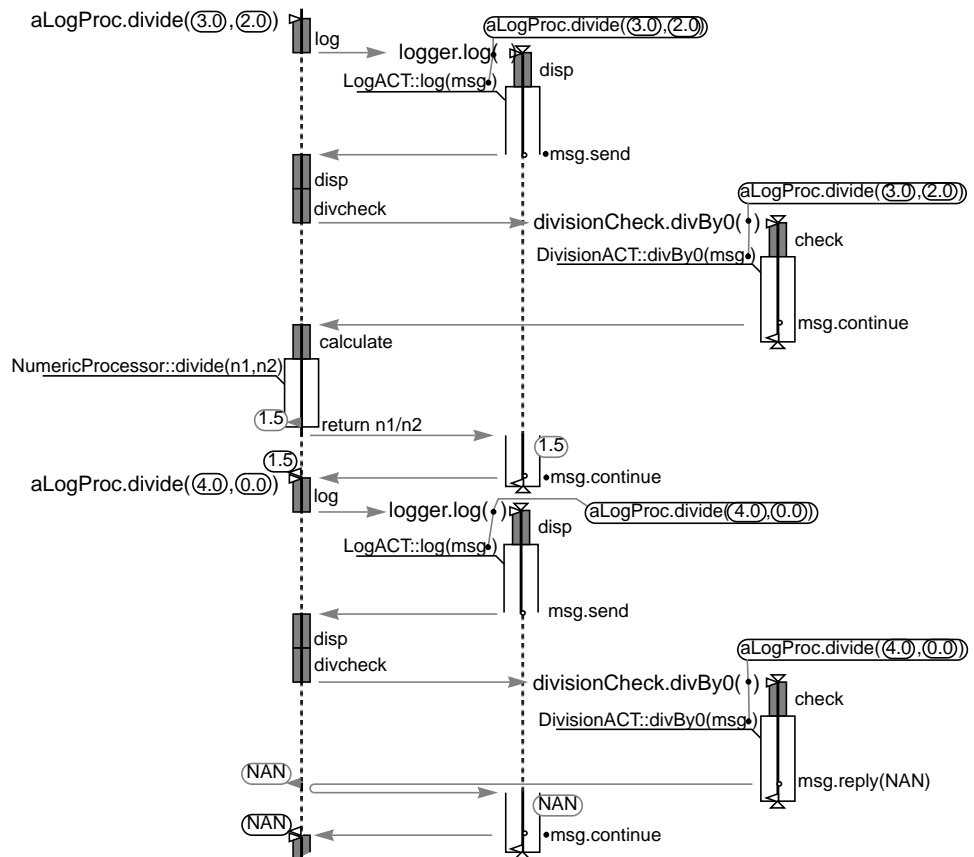 aLogProc.divide(3.0,2.0)
aLogProc.divide(3.0,2.0)
log
logger.log( )
disp
LogACT::log(msg)
•msg.send
disp
aLogProc.divide(3.0,2.0)
divcheck
divisionCheck.divBy0( )
check
DivisionACT::divBy0(msg)
msg.continue
calculate
NumericProcessor::divide(n1,n2)
1.5
return n1/n2
1.5
1.5
•msg.continue
aLogProc.divide(4.0,0.0)
log
logger.log( )
aLogProc.divide(4.0,0.0)
disp
LogACT::log(msg)
msg.send
disp
aLogProc.divide(4.0,0.0)
divcheck
divisionCheck.divBy0( )
check
DivisionACT::divBy0(msg)
NAN
msg.reply(NAN)
NAN
NAN
•msg.continue